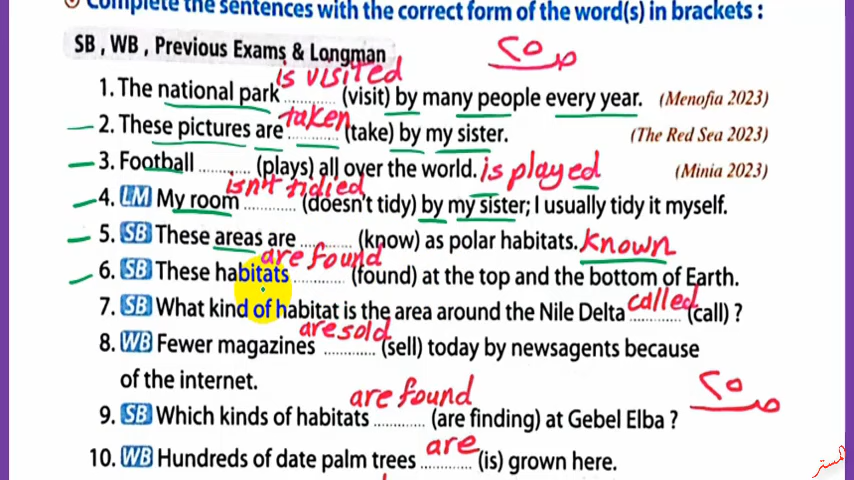 Complete the sentences with the correct form of the word(s) in brackets :
SB , WB , Previous Exams & Longman
ص ٢٥
1. The national park is visited (visit) by many people every year. (Menofia 2023)
2. These pictures are taken (take) by my sister. (The Red Sea 2023)
3. Football .......... (plays) all over the world. is played (Minia 2023)
4. LM My room isn't tidied (doesn't tidy) by my sister; I usually tidy it myself.
5. SB These areas are .......... (know) as polar habitats. known
6. SB These habitats are found (found) at the top and the bottom of Earth.
7. SB What kind of habitat is the area around the Nile Delta called (call) ?
8. WB Fewer magazines are sold (sell) today by newsagents because
of the internet.
ص ٢٥
9. SB Which kinds of habitats are found (are finding) at Gebel Elba ?
10. WB Hundreds of date palm trees are (is) grown here.
المستر